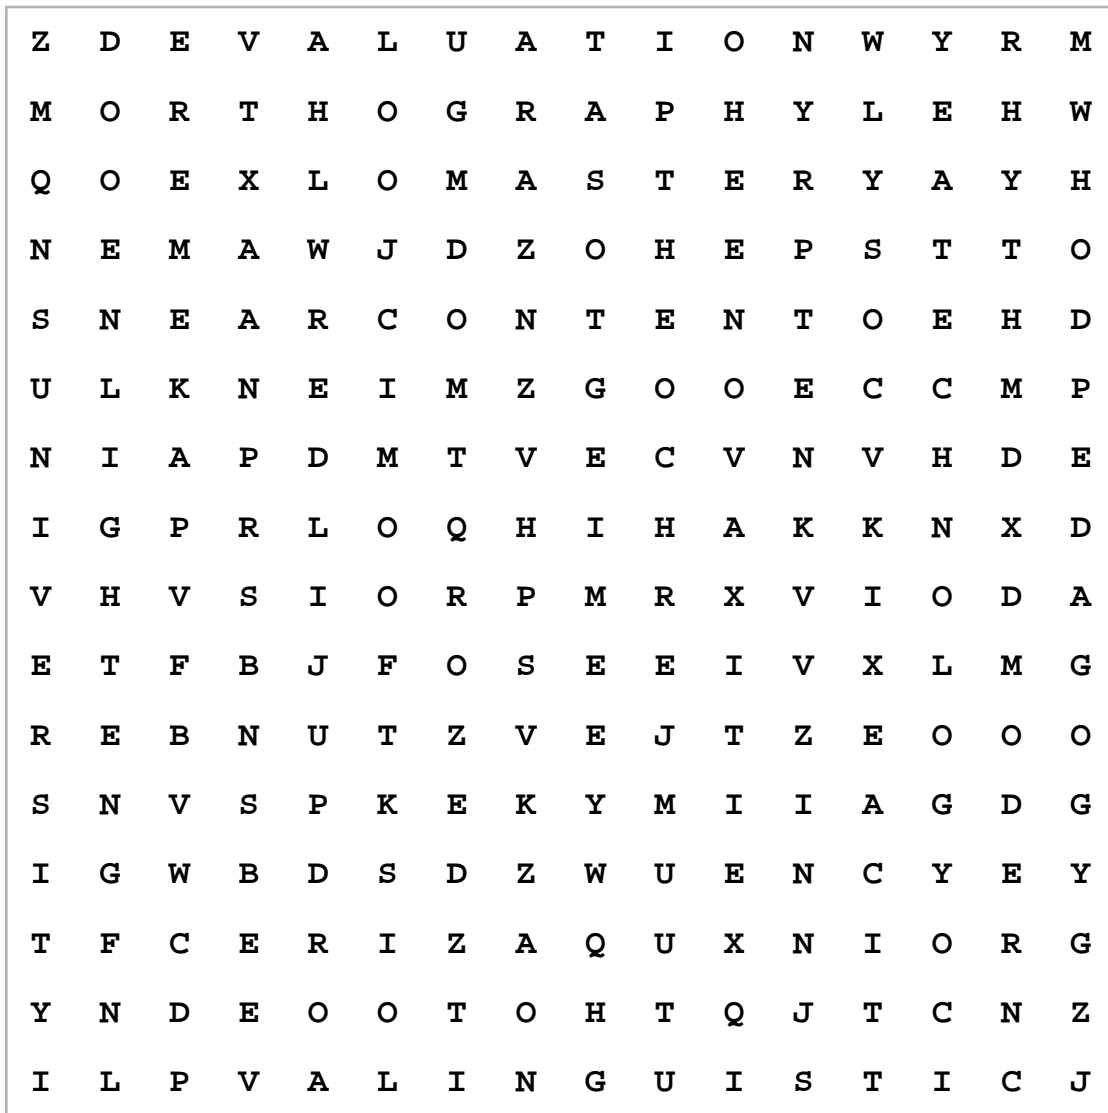 Z D E V A L U A T I O N W Y R M
M O R T H O G R A P H Y L E H W
Q O E X L O M A S T E R Y A Y H
N E M A W J D Z O H E P S T T O
S N E A R C O N T E N T O E H D
U L K N E I M Z G O O E C C M P
N I A P D M T V E C V N V H D E
I G P R L O Q H I H A K K N X D
V H V S I O R P M R X V I O D A
E T F B J F O S E E I V X L M G
R E B N U T Z V E J T Z E O O O
S N V S P K E K Y M I I A G D G
I G W B D S D Z W U E N C Y E Y
T F C E R I Z A Q U X N I O R G
Y N D E O O T O H T Q J T C N Z
I L P V A L I N G U I S T I C J